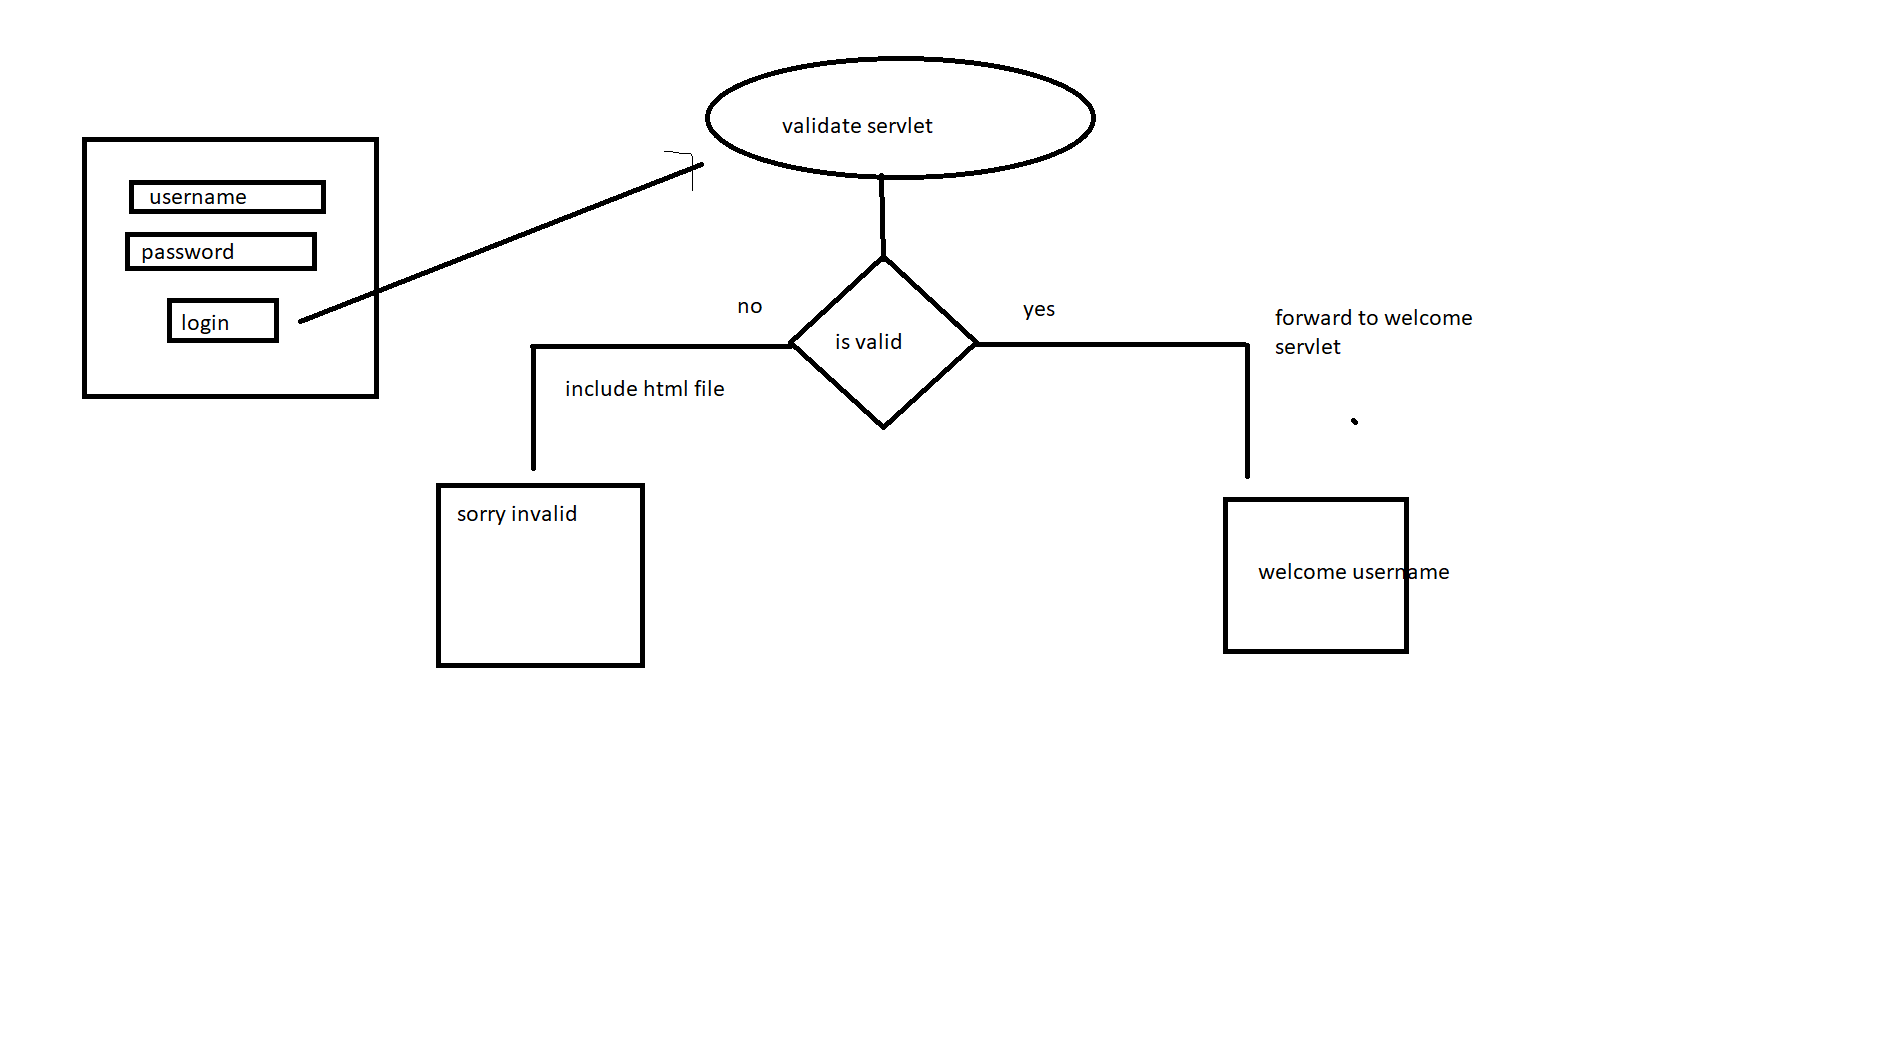 validate servlet
username
password
login
no
yes
is valid
forward to welcome
servlet
include html file
sorry invalid
welcome username